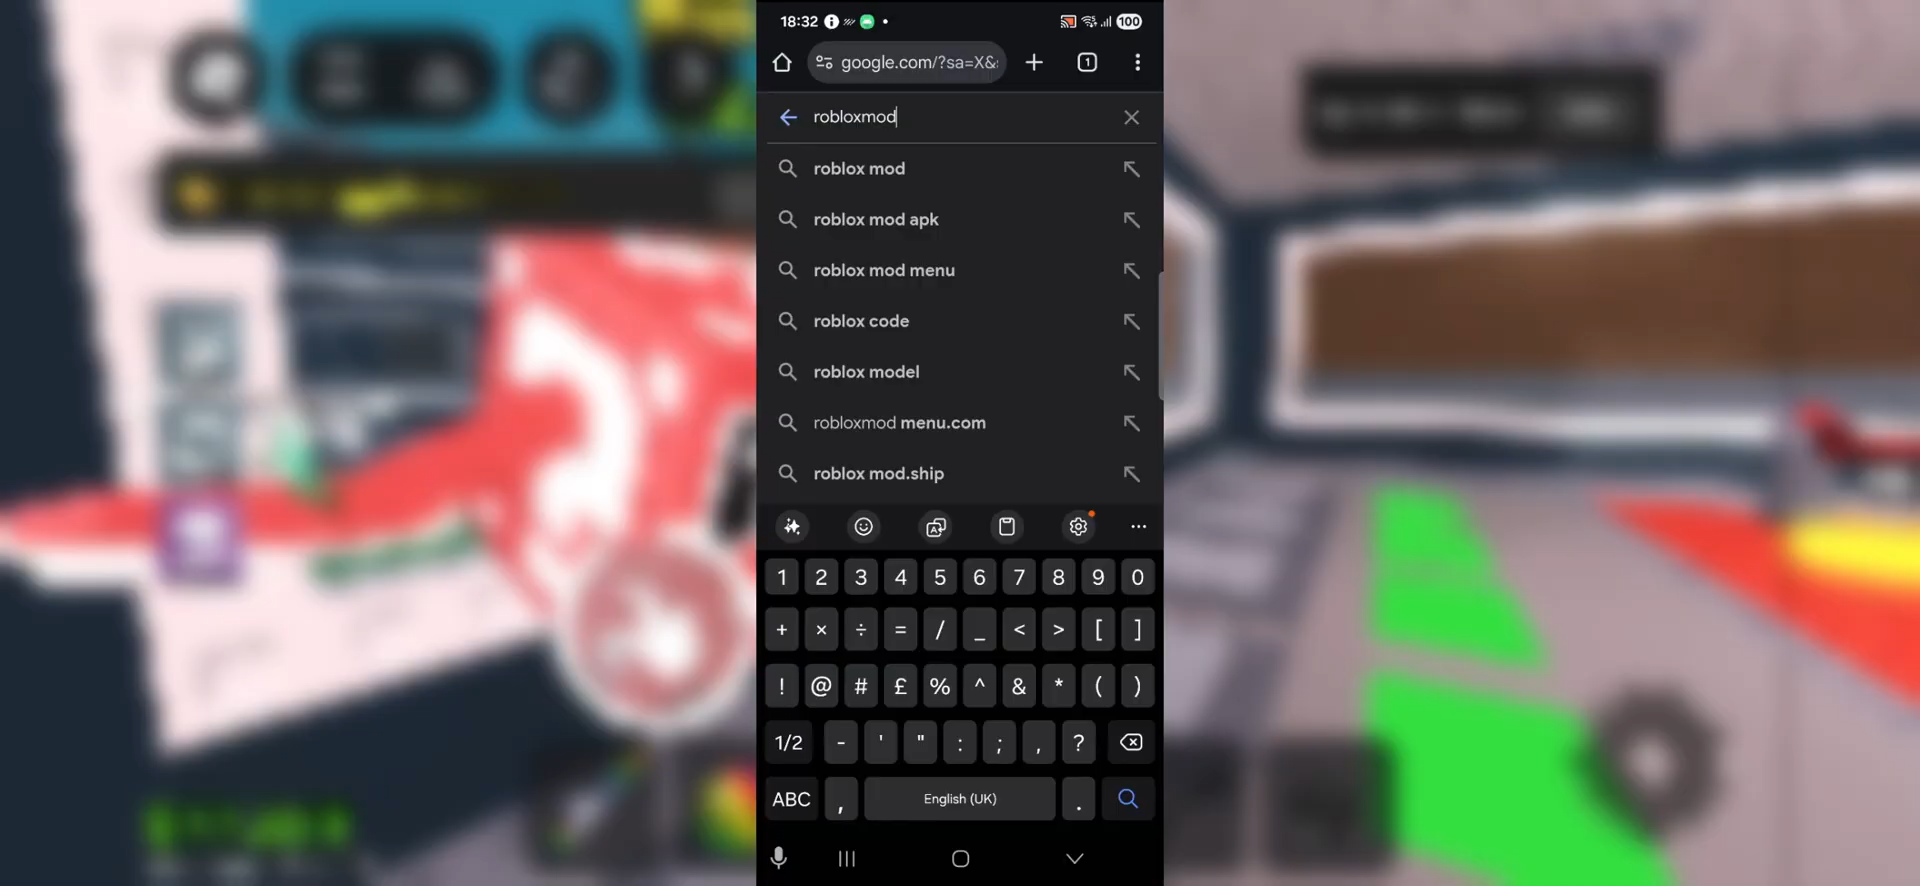 18:32
100
google.com/?sa=X&
1
robloxmod
roblox mod
roblox mod apk
roblox mod menu
roblox code
roblox model
robloxmod menu.com
roblox mod.ship
1 2 3 4 5 6 7 8 9 0
+ × ÷ = / _ < > [ ]
! @ # £ % ^ & * ( )
1/2 - ' " : ; , ?
ABC , English (UK) .